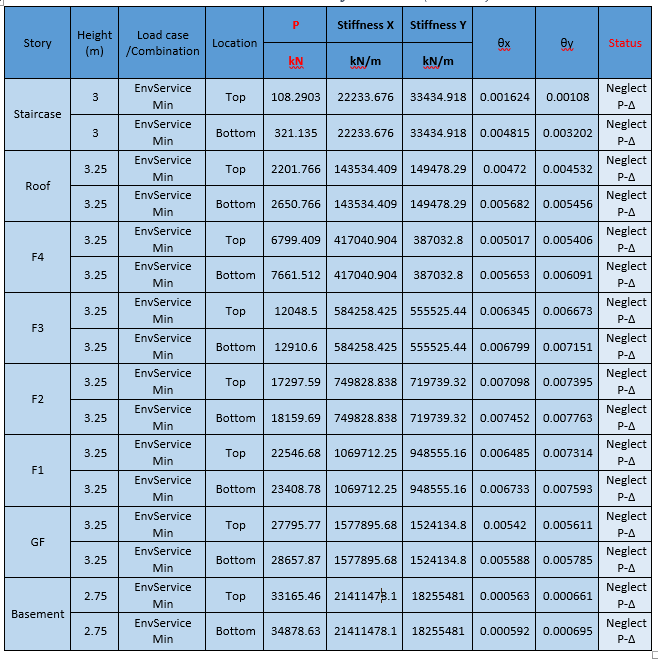 Story Height (m) Load case /Combination Location P Stiffness X Stiffness Y θx θy Status
kN kN/m kN/m
Staircase 3 EnvService Min Top 108.2903 22233.676 33434.918 0.001624 0.00108 Neglect P-Δ
3 EnvService Min Bottom 321.135 22233.676 33434.918 0.004815 0.003202 Neglect P-Δ
Roof 3.25 EnvService Min Top 2201.766 143534.409 149478.29 0.00472 0.004532 Neglect P-Δ
3.25 EnvService Min Bottom 2650.766 143534.409 149478.29 0.005682 0.005456 Neglect P-Δ
F4 3.25 EnvService Min Top 6799.409 417040.904 387032.8 0.005017 0.005406 Neglect P-Δ
3.25 EnvService Min Bottom 7661.512 417040.904 387032.8 0.005653 0.006091 Neglect P-Δ
F3 3.25 EnvService Min Top 12048.5 584258.425 555525.44 0.006345 0.006673 Neglect P-Δ
3.25 EnvService Min Bottom 12910.6 584258.425 555525.44 0.006799 0.007151 Neglect P-Δ
F2 3.25 EnvService Min Top 17297.59 749828.838 719739.32 0.007098 0.007395 Neglect P-Δ
3.25 EnvService Min Bottom 18159.69 749828.838 719739.32 0.007452 0.007763 Neglect P-Δ
F1 3.25 EnvService Min Top 22546.68 1069712.25 948555.16 0.006485 0.007314 Neglect P-Δ
3.25 EnvService Min Bottom 23408.78 1069712.25 948555.16 0.006733 0.007593 Neglect P-Δ
GF 3.25 EnvService Min Top 27795.77 1577895.68 1524134.8 0.00542 0.005611 Neglect P-Δ
3.25 EnvService Min Bottom 28657.87 1577895.68 1524134.8 0.005588 0.005785 Neglect P-Δ
Basement 2.75 EnvService Min Top 33165.46 21411478.1 18255481 0.000563 0.000661 Neglect P-Δ
2.75 EnvService Min Bottom 34878.63 21411478.1 18255481 0.000592 0.000695 Neglect P-Δ